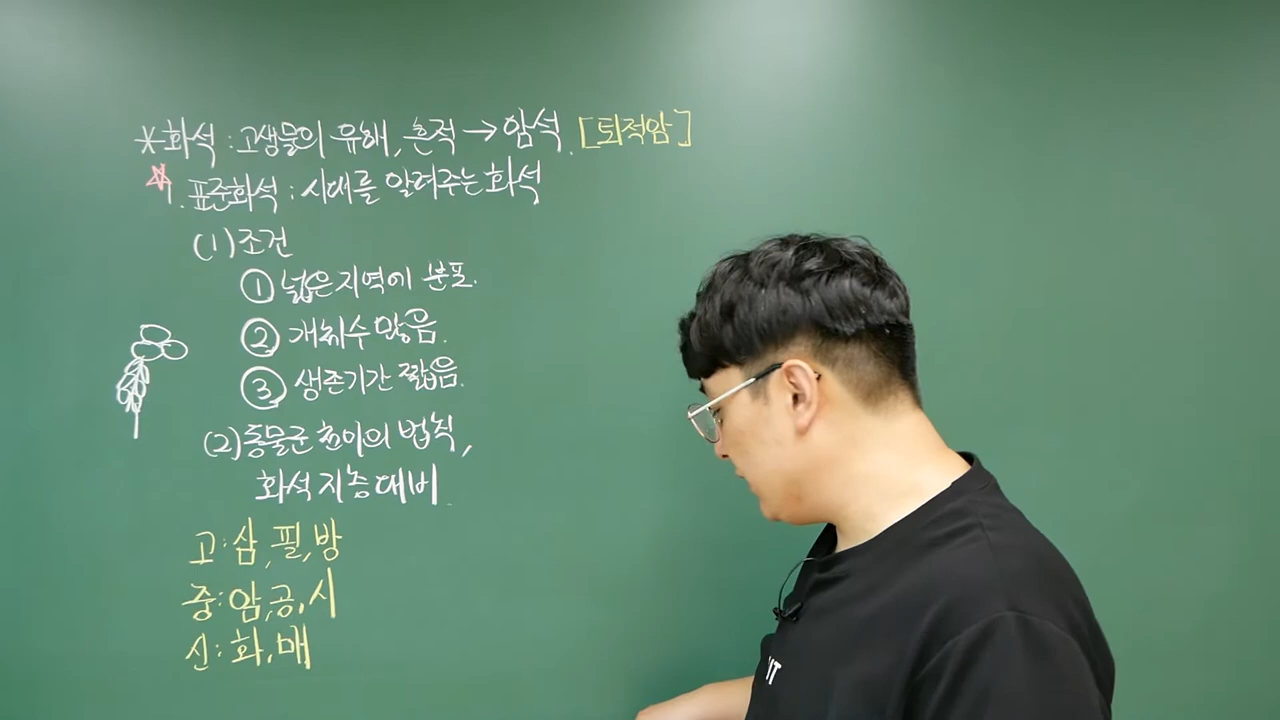 *화석 : 고생물의 유해, 흔적 → 암석. [퇴적암]
☆1. 표준화석 : 시대를 알려주는 화석
(1) 조건
① 넓은 지역에 분포.
② 개체수 많음.
③ 생존기간 짧음.
(2) 동물군 천이의 법칙,
화석 지층 대비.
고: 삼, 필, 방
중: 암, 공, 시
신: 화, 매